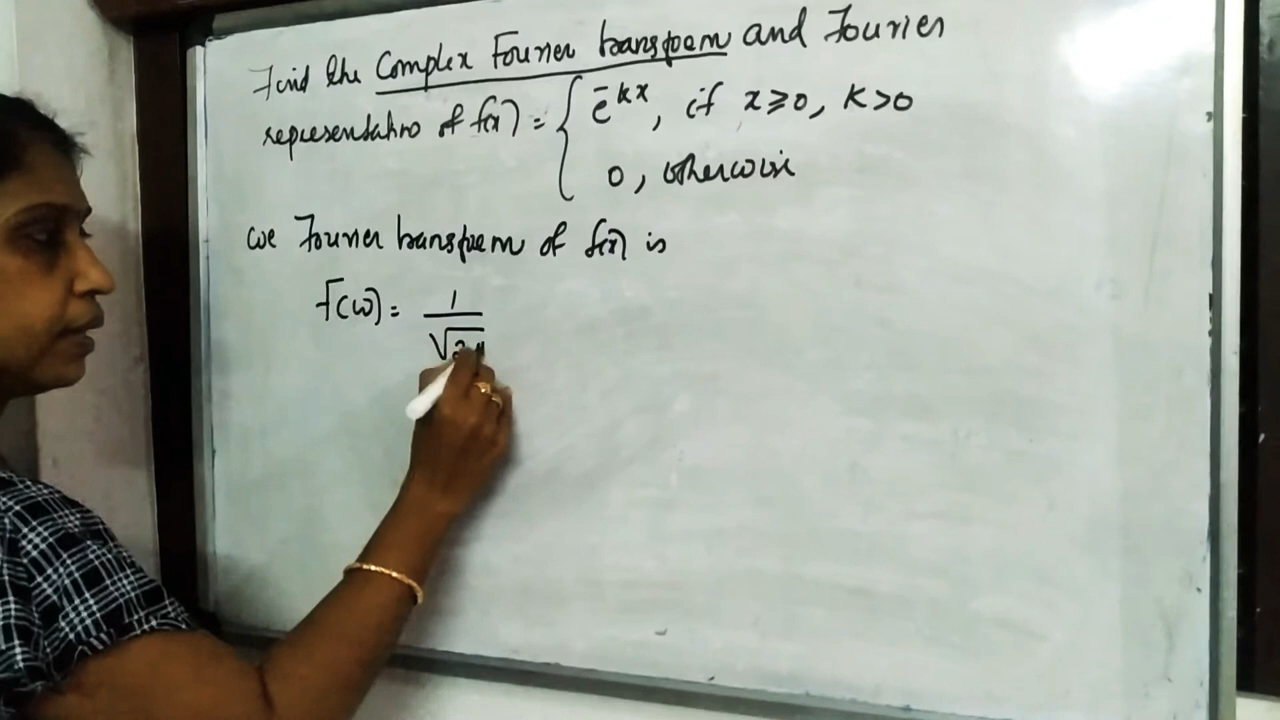 Find the Complex Fourier transform and Fourier
representation of f(x) = { e^-kx, if x ≥ 0, k > 0
0, otherwise
we Fourier transform of f(x) is
F(w) = 1/√2π